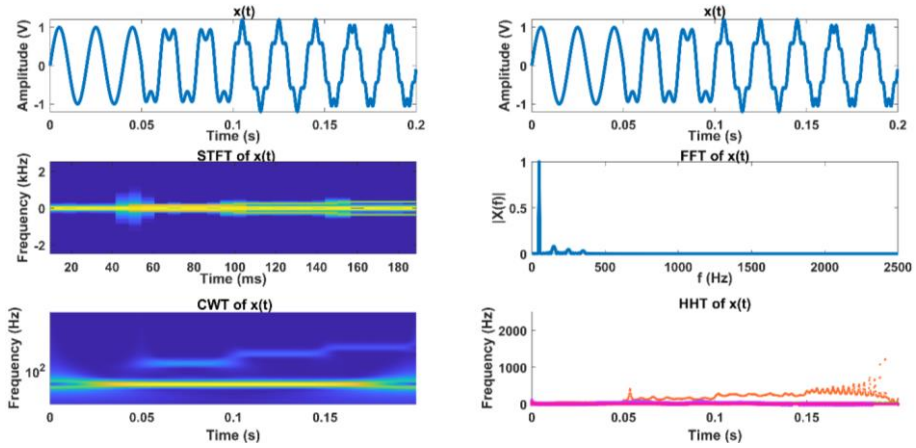 x(t)
x(t)
Amplitude (V)
1
0
-1
0
0.05
0.1
0.15
0.2
Time (s)
Amplitude (V)
1
0
-1
0
0.05
0.1
0.15
0.2
Time (s)
STFT of x(t)
Frequency (kHz)
2
0
-2
20
40
60
80
100
120
140
160
180
Time (ms)
FFT of x(t)
|X(f)|
1
0.5
0
0
500
1000
1500
2000
2500
f (Hz)
CWT of x(t)
Frequency (Hz)
10²
0
0.05
0.1
0.15
Time (s)
HHT of x(t)
Frequency (Hz)
2000
1000
0
0
0.05
0.1
0.15
Time (s)